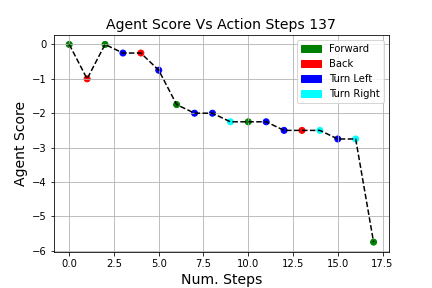 Agent Score Vs Action Steps 137
Forward
Back
Turn Left
Turn Right
Agent Score
0
−1
−2
−3
−4
−5
−6
0.0 2.5 5.0 7.5 10.0 12.5 15.0 17.5
Num. Steps